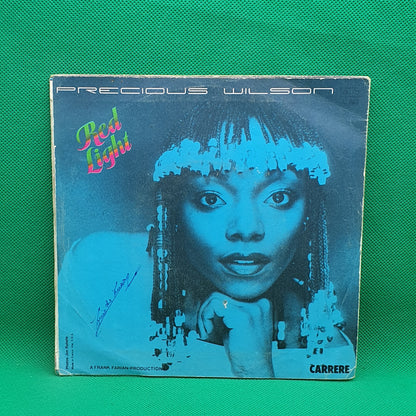 PRECIOUS WILSON
Red
Light
A FRANK FARIAN-PRODUCTION
CARRERE